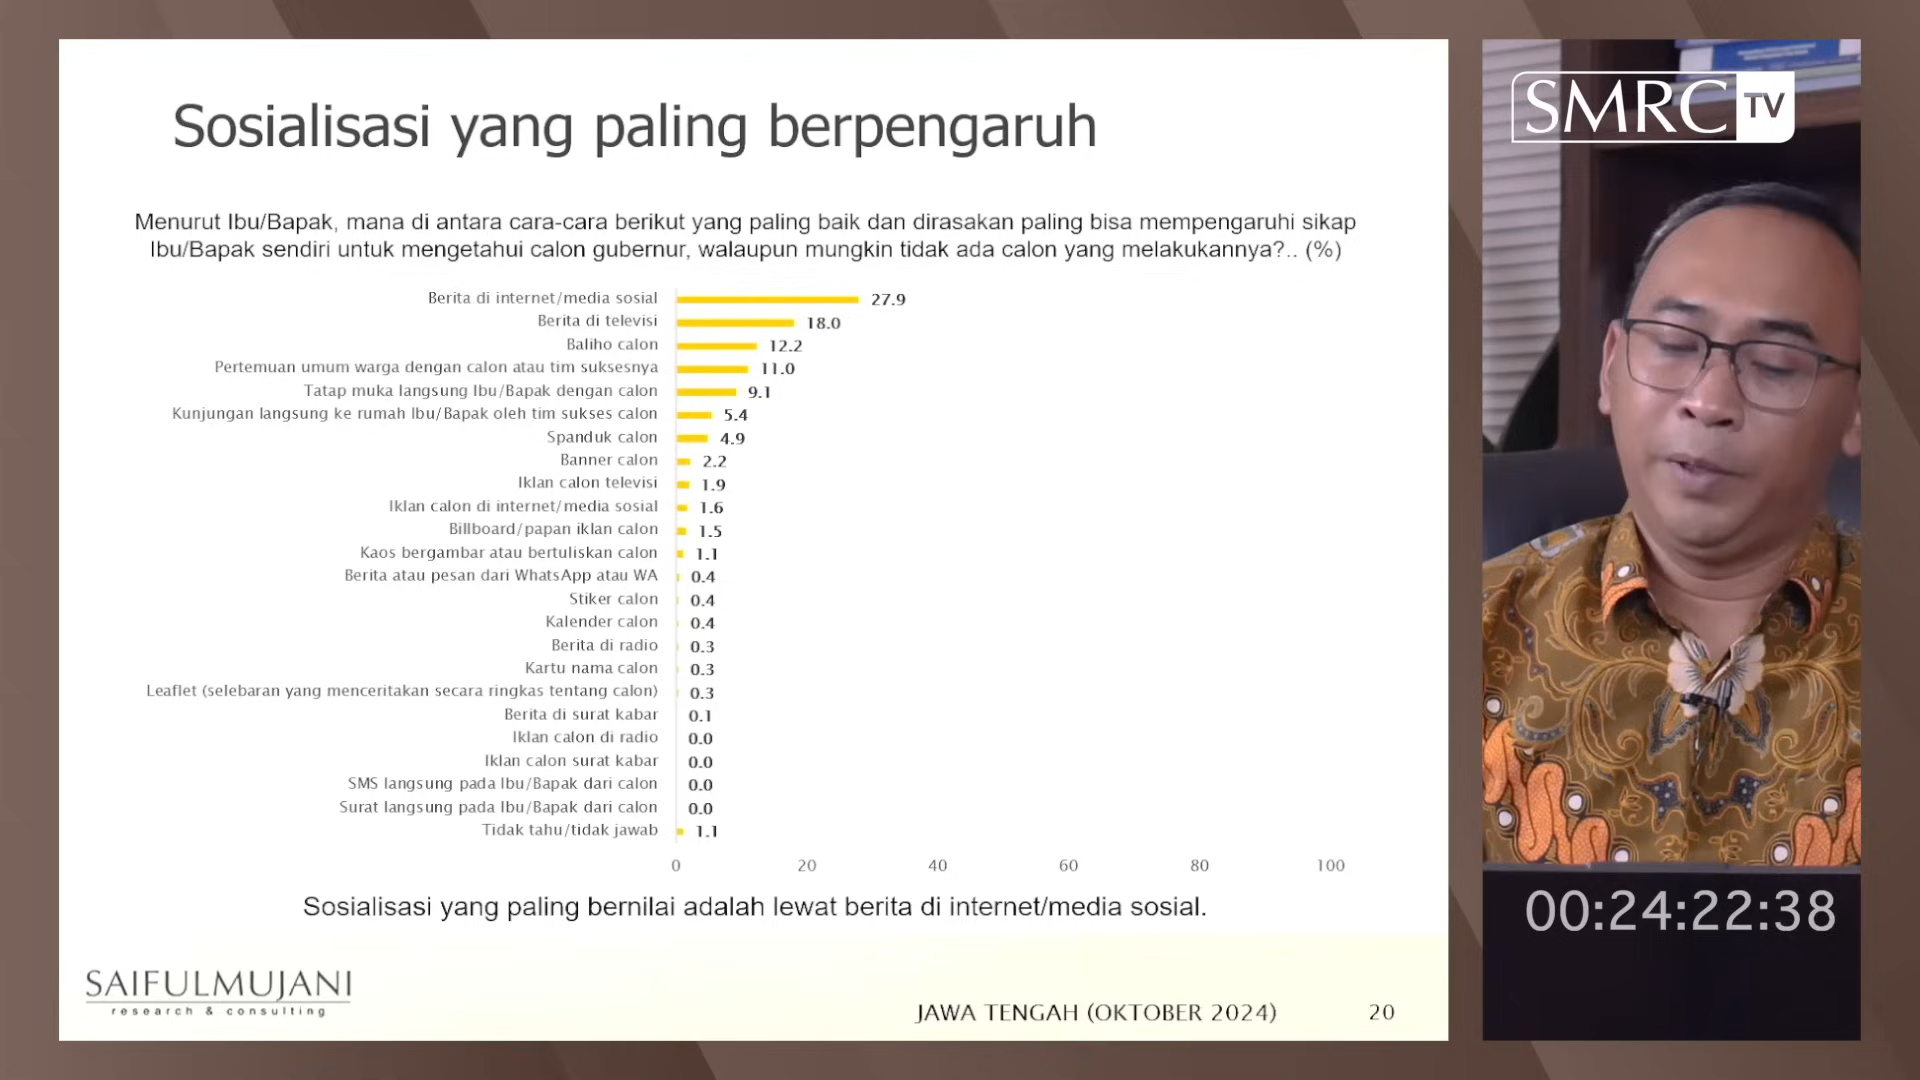 Sosialisasi yang paling berpengaruh
Menurut Ibu/Bapak, mana di antara cara-cara berikut yang paling baik dan dirasakan paling bisa mempengaruhi sikap
Ibu/Bapak sendiri untuk mengetahui calon gubernur, walaupun mungkin tidak ada calon yang melakukannya?.. (%)
Berita di internet/media sosial 27.9
Berita di televisi 18.0
Baliho calon 12.2
Pertemuan umum warga dengan calon atau tim suksesnya 11.0
Tatap muka langsung Ibu/Bapak dengan calon 9.1
Kunjungan langsung ke rumah Ibu/Bapak oleh tim sukses calon 5.4
Spanduk calon 4.9
Banner calon 2.2
Iklan calon televisi 1.9
Iklan calon di internet/media sosial 1.6
Billboard/papan iklan calon 1.5
Kaos bergambar atau bertuliskan calon 1.1
Berita atau pesan dari WhatsApp atau WA 0.4
Stiker calon 0.4
Kalender calon 0.4
Berita di radio 0.3
Kartu nama calon 0.3
Leaflet (selebaran yang menceritakan secara ringkas tentang calon) 0.3
Berita di surat kabar 0.1
Iklan calon di radio 0.0
Iklan calon surat kabar 0.0
SMS langsung pada Ibu/Bapak dari calon 0.0
Surat langsung pada Ibu/Bapak dari calon 0.0
Tidak tahu/tidak jawab 1.1
0 20 40 60 80 100
Sosialisasi yang paling bernilai adalah lewat berita di internet/media sosial.
SAIFULMUJANI
research & consulting
JAWA TENGAH (OKTOBER 2024) 20
SMRC TV
00:24:22:38